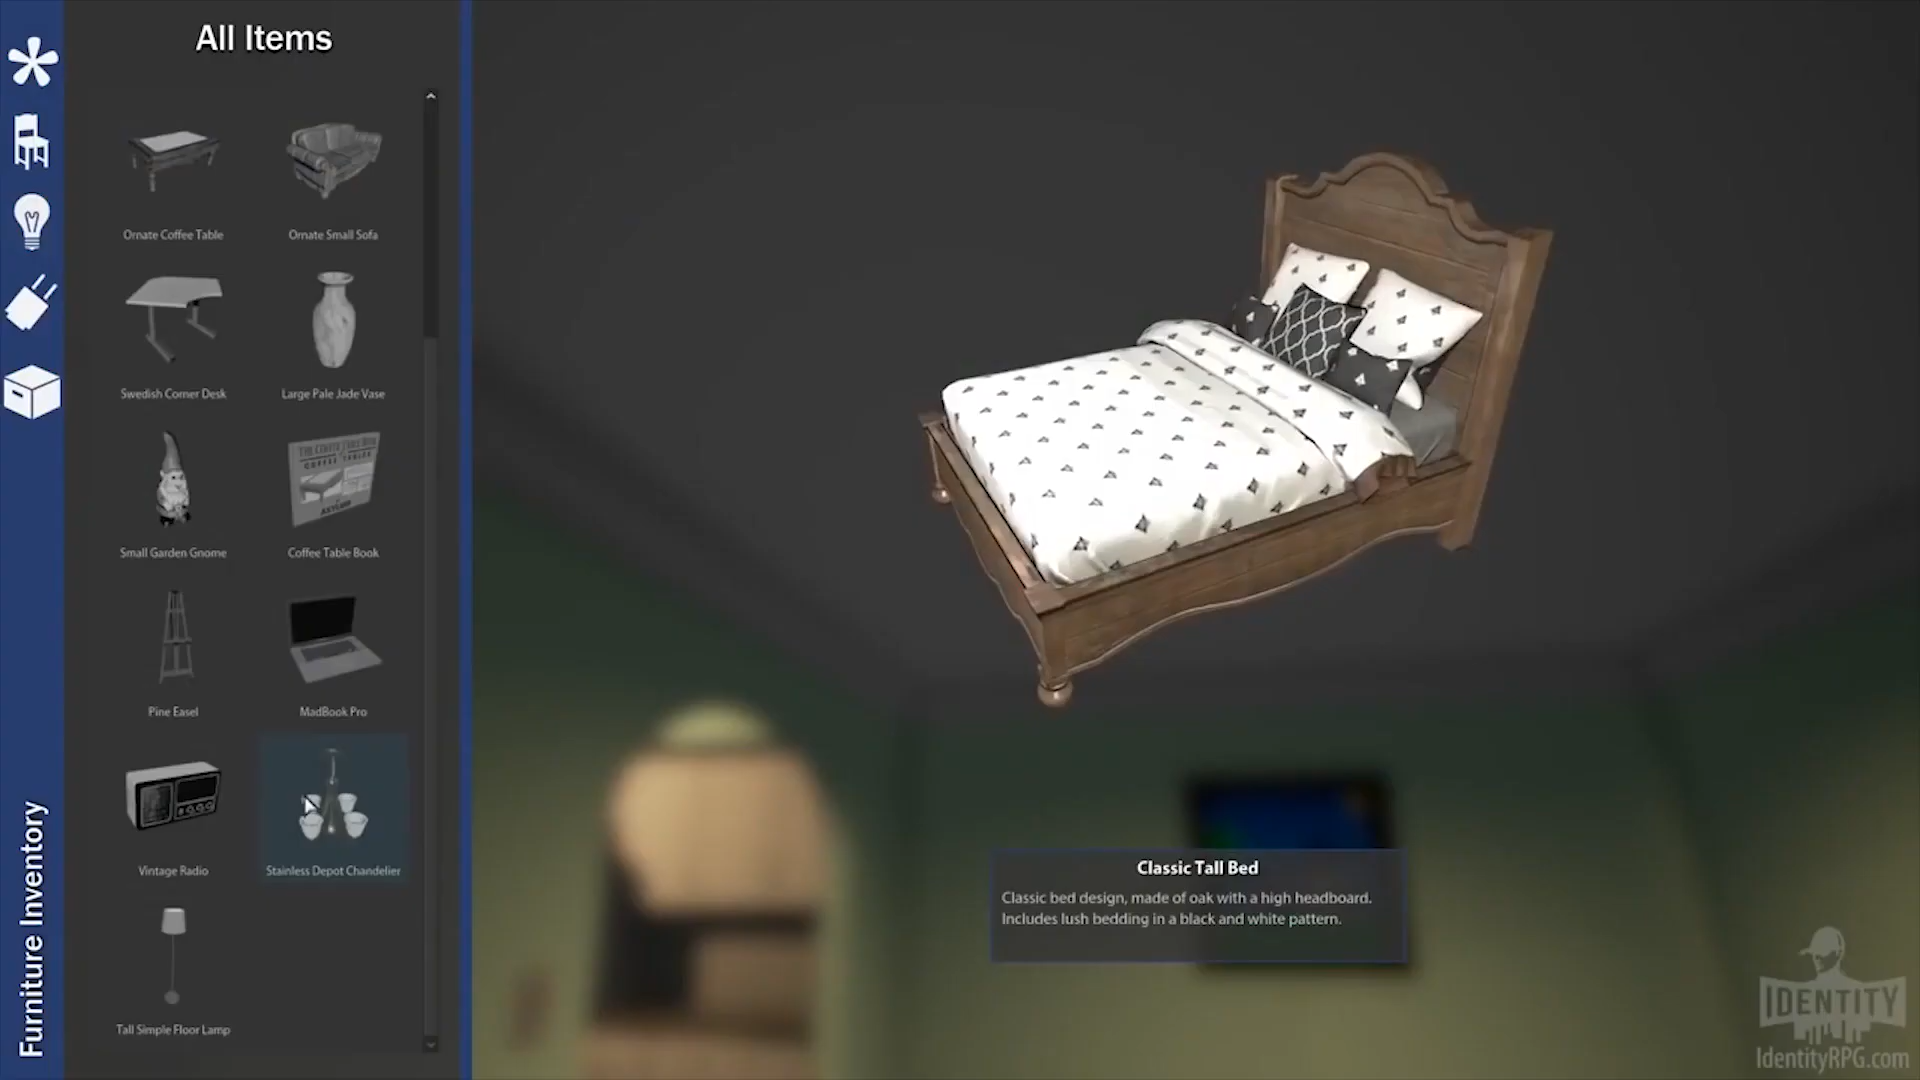 All Items
Ornate Coffee Table
Ornate Small Sofa
Swedish Corner Desk
Large Pale Jade Vase
Small Garden Gnome
COFFEE TABLES
Coffee Table Book
Pine Easel
MadBook Pro
Vintage Radio
Stainless Depot Chandelier
Tall Simple Floor Lamp
Furniture Inventory
Classic Tall Bed
Classic bed design, made of oak with a high headboard.
Includes lush bedding in a black and white pattern.
IDENTITY
IdentityRPG.com